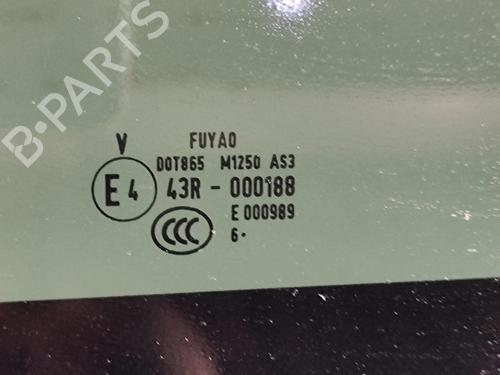 B-PARTS
V
FUYAO
DOT865 M1250 AS3
E4 43R - 000188
E 000989
CCC
6·